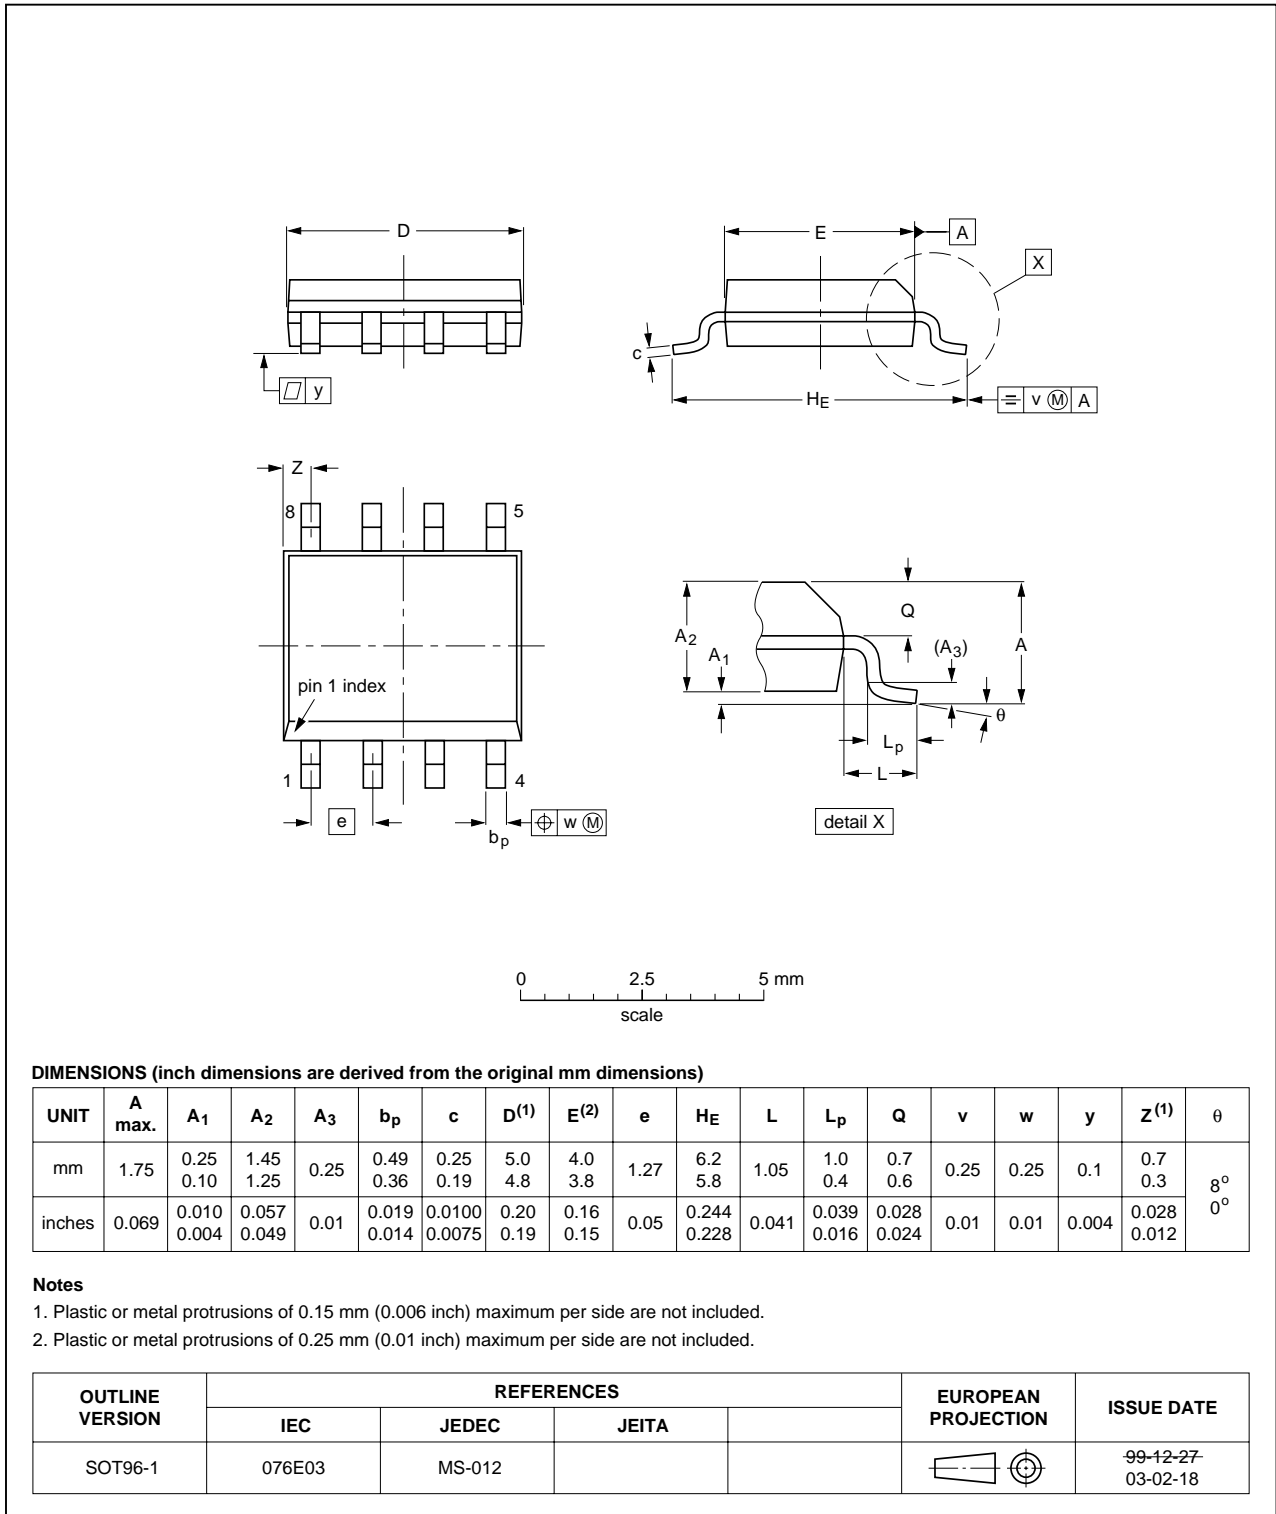 D
E
A
X
c
y
HE
v M A
Z
8
5
pin 1 index
1
4
e
bp
w M
A2
A1
Q
(A3)
A
θ
Lp
L
detail X
0 2.5 5 mm
scale
DIMENSIONS (inch dimensions are derived from the original mm dimensions)
UNIT A max. A1 A2 A3 bp c D(1) E(2) e HE L Lp Q v w y Z(1) θ
mm 1.75 0.25 0.10 1.45 1.25 0.25 0.49 0.36 0.25 0.19 5.0 4.8 4.0 3.8 1.27 6.2 5.8 1.05 1.0 0.4 0.7 0.6 0.25 0.25 0.1 0.7 0.3 8° 0°
inches 0.069 0.010 0.004 0.057 0.049 0.01 0.019 0.014 0.0100 0.0075 0.20 0.19 0.16 0.15 0.05 0.244 0.228 0.041 0.039 0.016 0.028 0.024 0.01 0.01 0.004 0.028 0.012
Notes
1. Plastic or metal protrusions of 0.15 mm (0.006 inch) maximum per side are not included.
2. Plastic or metal protrusions of 0.25 mm (0.01 inch) maximum per side are not included.
OUTLINE VERSION REFERENCES EUROPEAN PROJECTION ISSUE DATE
IEC JEDEC JEITA
SOT96-1 076E03 MS-012 99-12-27
03-02-18